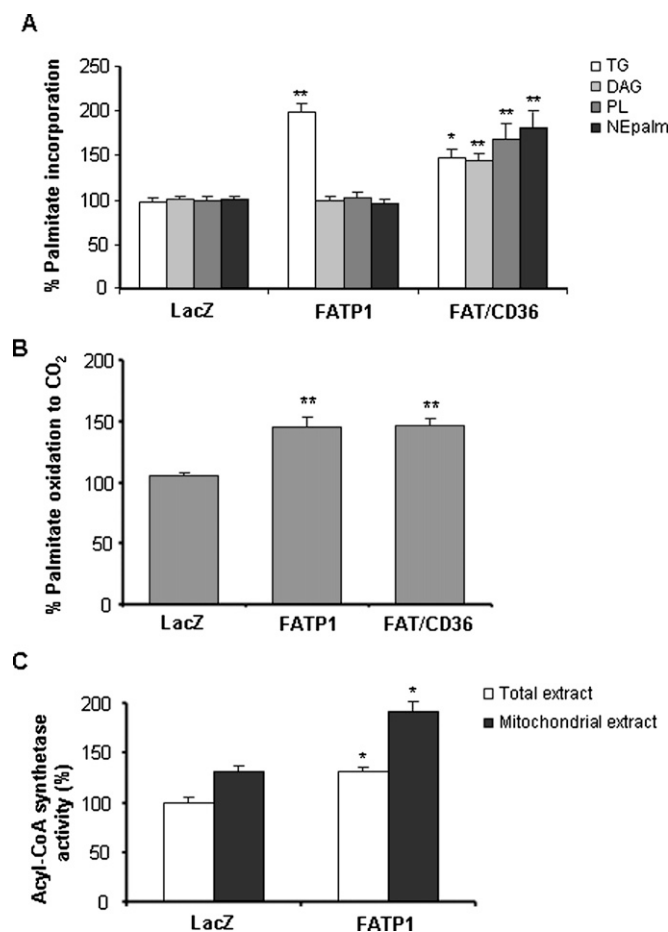 A
% Palmitate incorporation
250
200
150
100
50
0
**
*
**
**
**
LacZ
FATP1
FAT/CD36
TG
DAG
PL
NEpalm
B
% Palmitate oxidation to CO₂
200
150
100
50
0
**
**
LacZ
FATP1
FAT/CD36
C
Acyl-CoA synthetase
activity (%)
200
150
100
50
0
*
*
LacZ
FATP1
Total extract
Mitochondrial extract